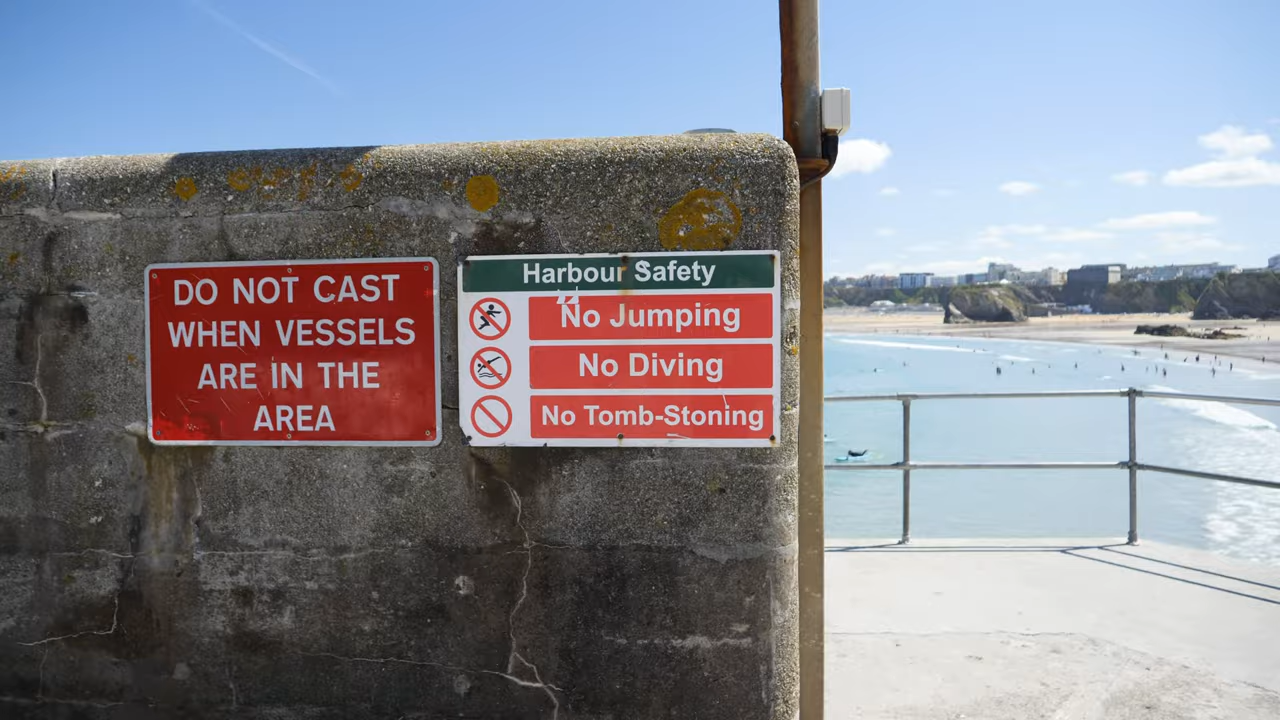 DO NOT CAST
WHEN VESSELS
ARE IN THE
AREA
Harbour Safety
No Jumping
No Diving
No Tomb-Stoning